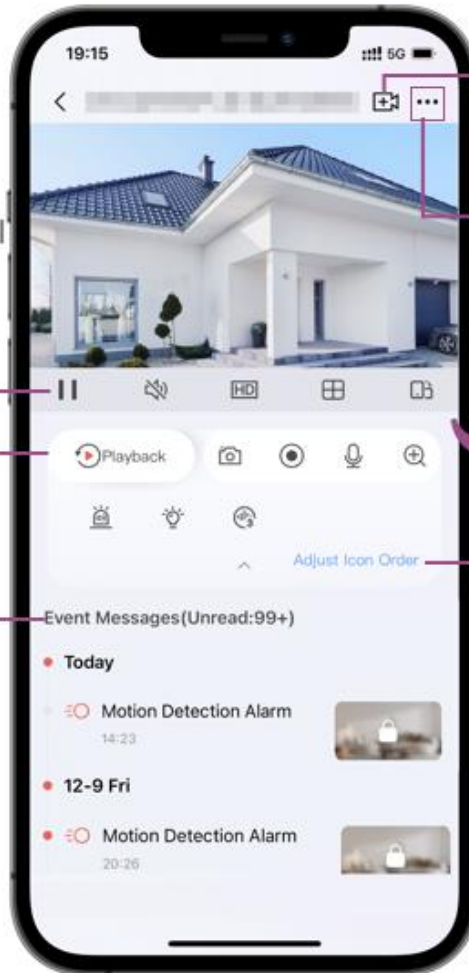 19:15 5G
HD
Playback
3
Adjust Icon Order
Event Messages(Unread:99+)
Today
Motion Detection Alarm
14:23
12-9 Fri
Motion Detection Alarm
20:26